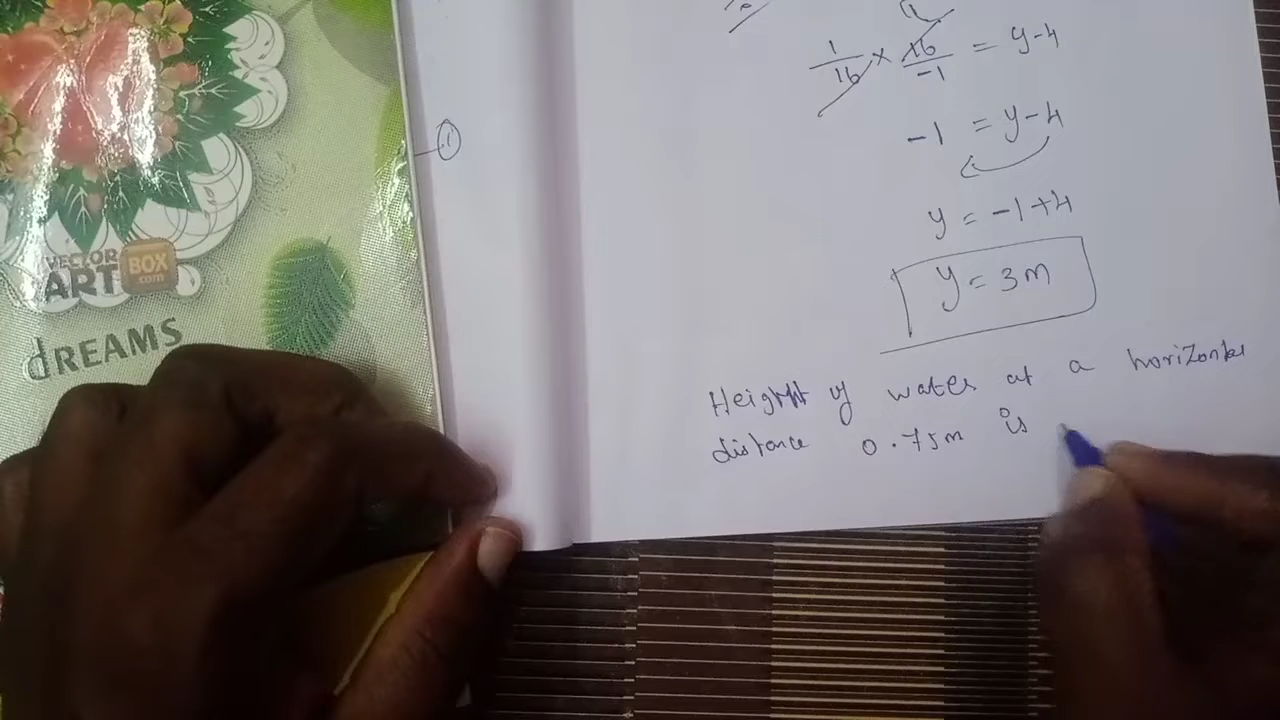 VECTOR
ART BOX
.com
dREAMS
1
1/16 × 16/-1 = y-4
-1 = y-4
y = -1+4
y = 3m
Height of water at a horizontal
distance 0.75m is